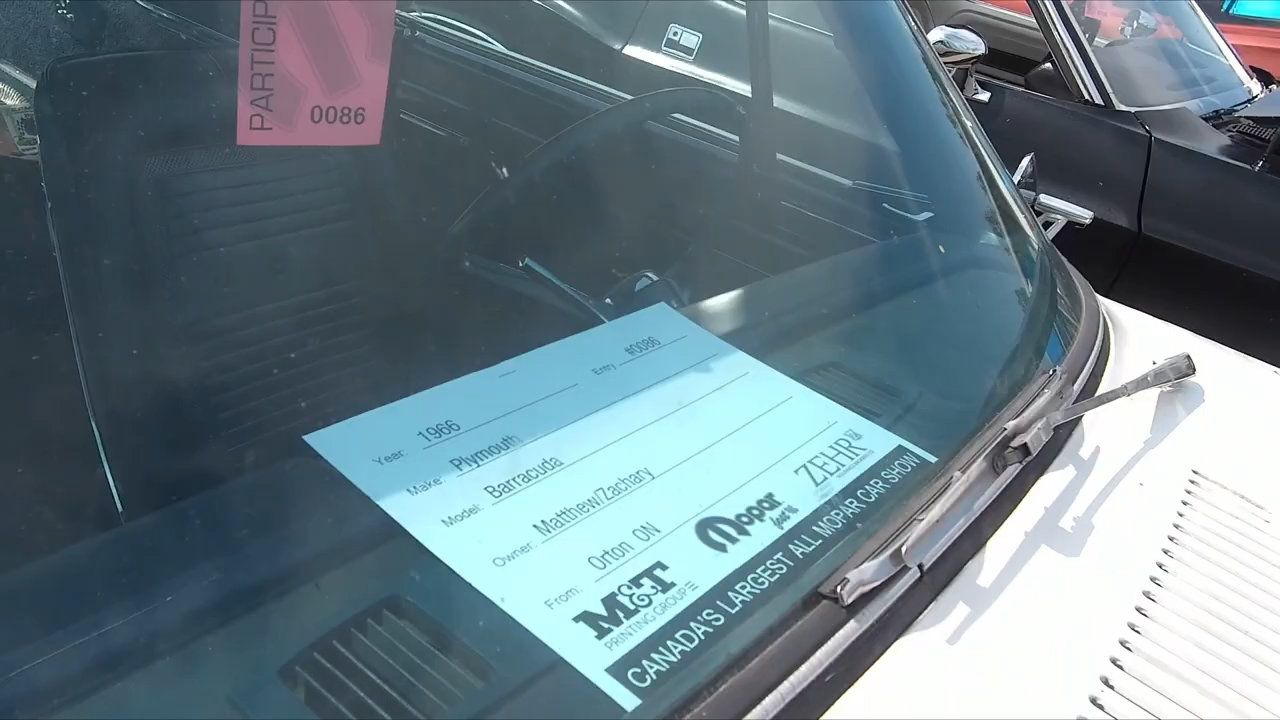 PARTICIP
0086
Year: 1966 Entry #0086
Make: Plymouth
Model: Barracuda
Owner: Matthew/Zachary
From: Orton ON
M&T
PRINTING GROUP
Mopar
ZEHR
CANADA'S LARGEST ALL MOPAR CAR SHOW